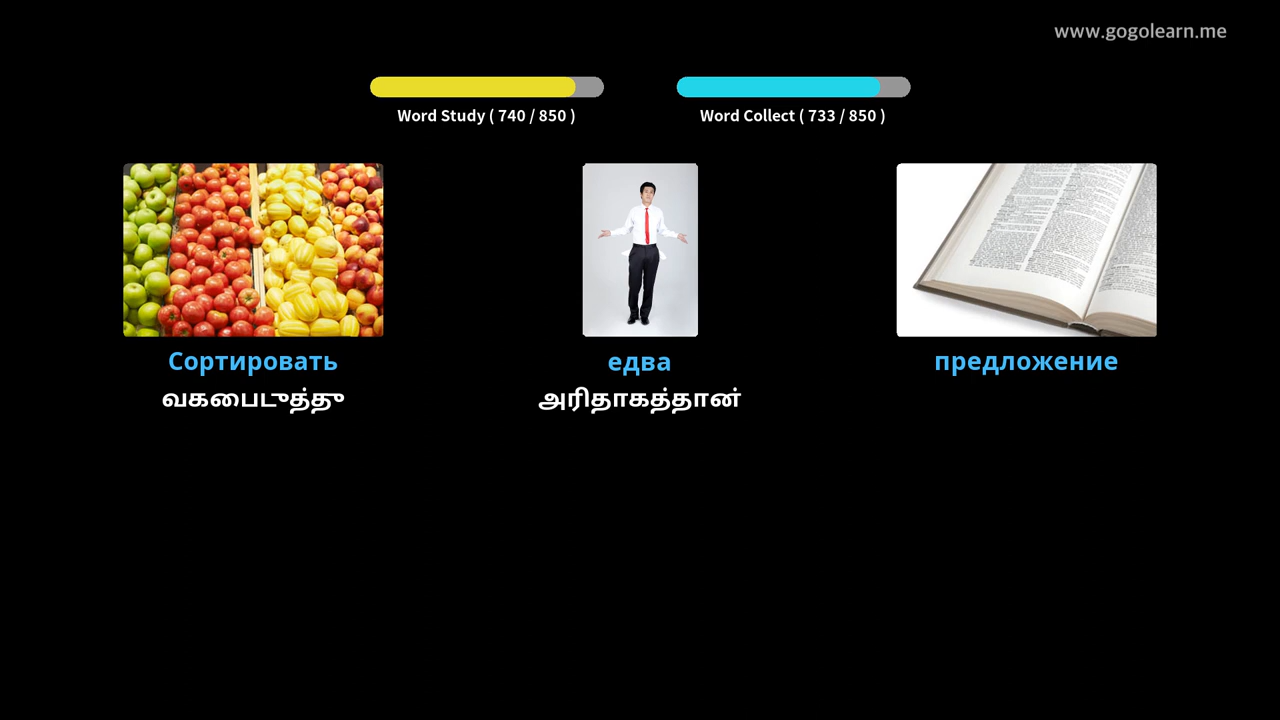 www.gogolearn.me
Word Study ( 740 / 850 )
Word Collect ( 733 / 850 )
Сортировать
едва
предложение
வகைபடுத்து
அரிதாகத்தான்